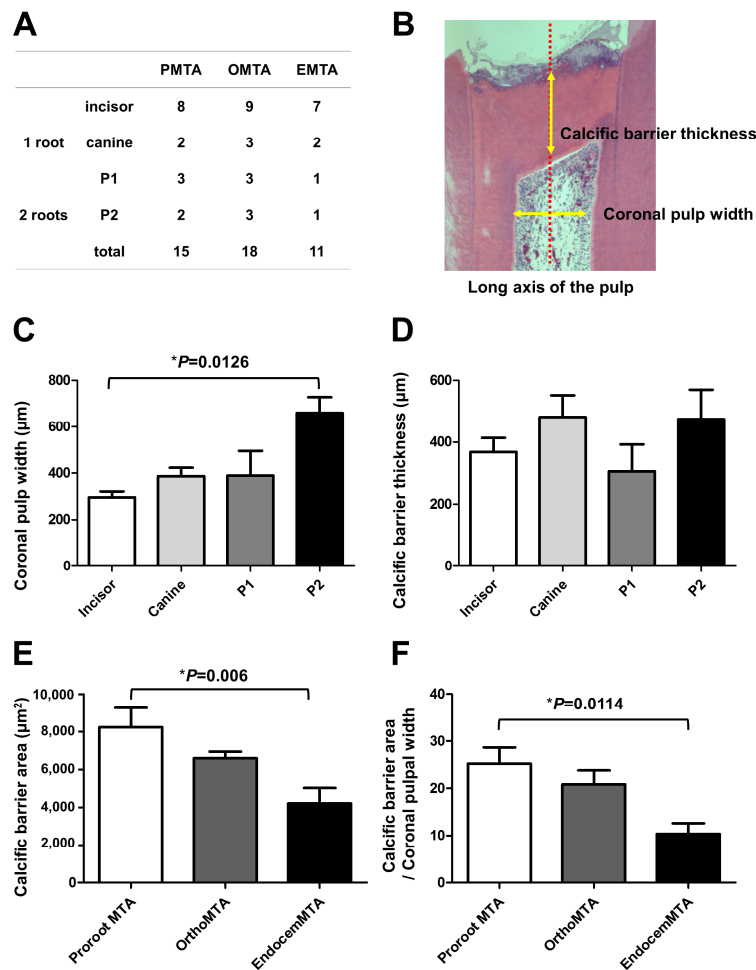 A
PMTA OMTA EMTA
incisor 8 9 7
1 root canine 2 3 2
P1 3 3 1
2 roots P2 2 3 1
total 15 18 11
B
Calcific barrier thickness
Coronal pulp width
Long axis of the pulp
C
*P=0.0126
Coronal pulp width (µm)
800
600
400
200
0
Incisor Canine P1 P2
D
Calcific barrier thickness (µm)
600
400
200
0
Incisor Canine P1 P2
E
*P=0.006
Calcific barrier area (µm²)
10,000
8,000
6,000
4,000
2,000
0
Proroot MTA OrthoMTA EndocemMTA
F
*P=0.0114
Calcific barrier area
/ Coronal pulpal width
40
30
20
10
0
Proroot MTA OrthoMTA EndocemMTA